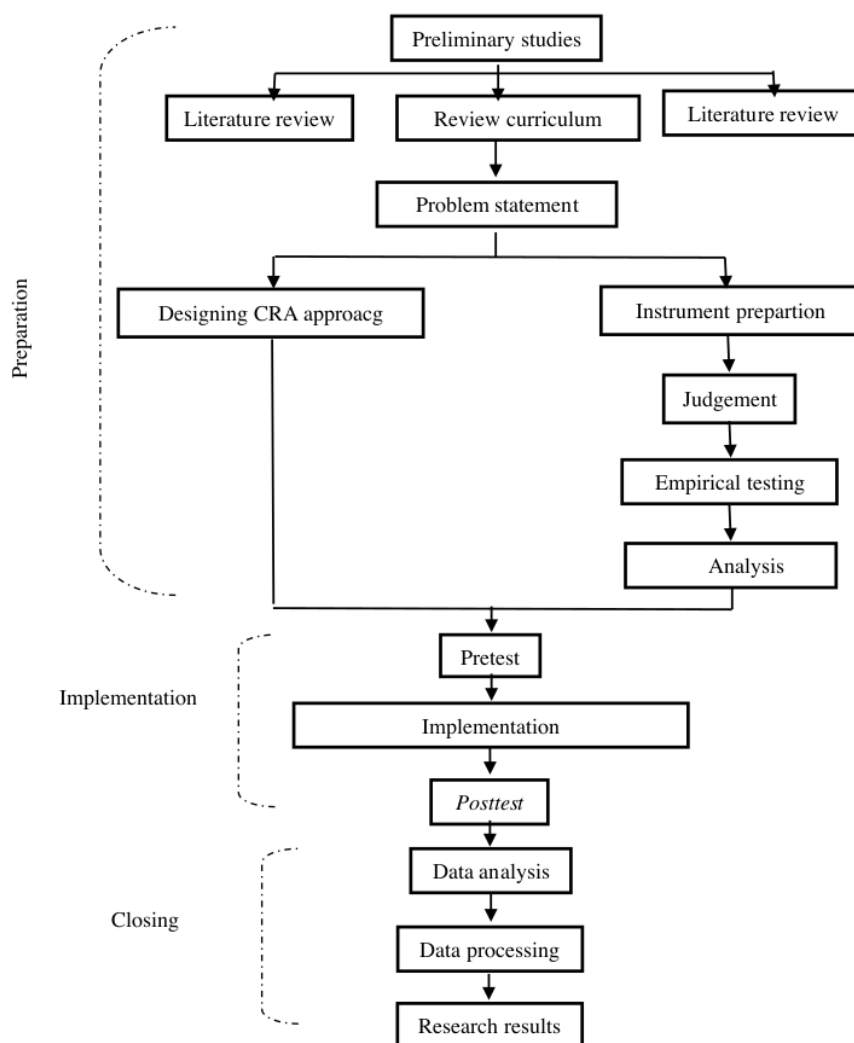 Preliminary studies
Literature review
Review curriculum
Literature review
Problem statement
Preparation
Designing CRA approacg
Instrument prepartion
Judgement
Empirical testing
Analysis
Pretest
Implementation
Implementation
Posttest
Data analysis
Closing
Data processing
Research results